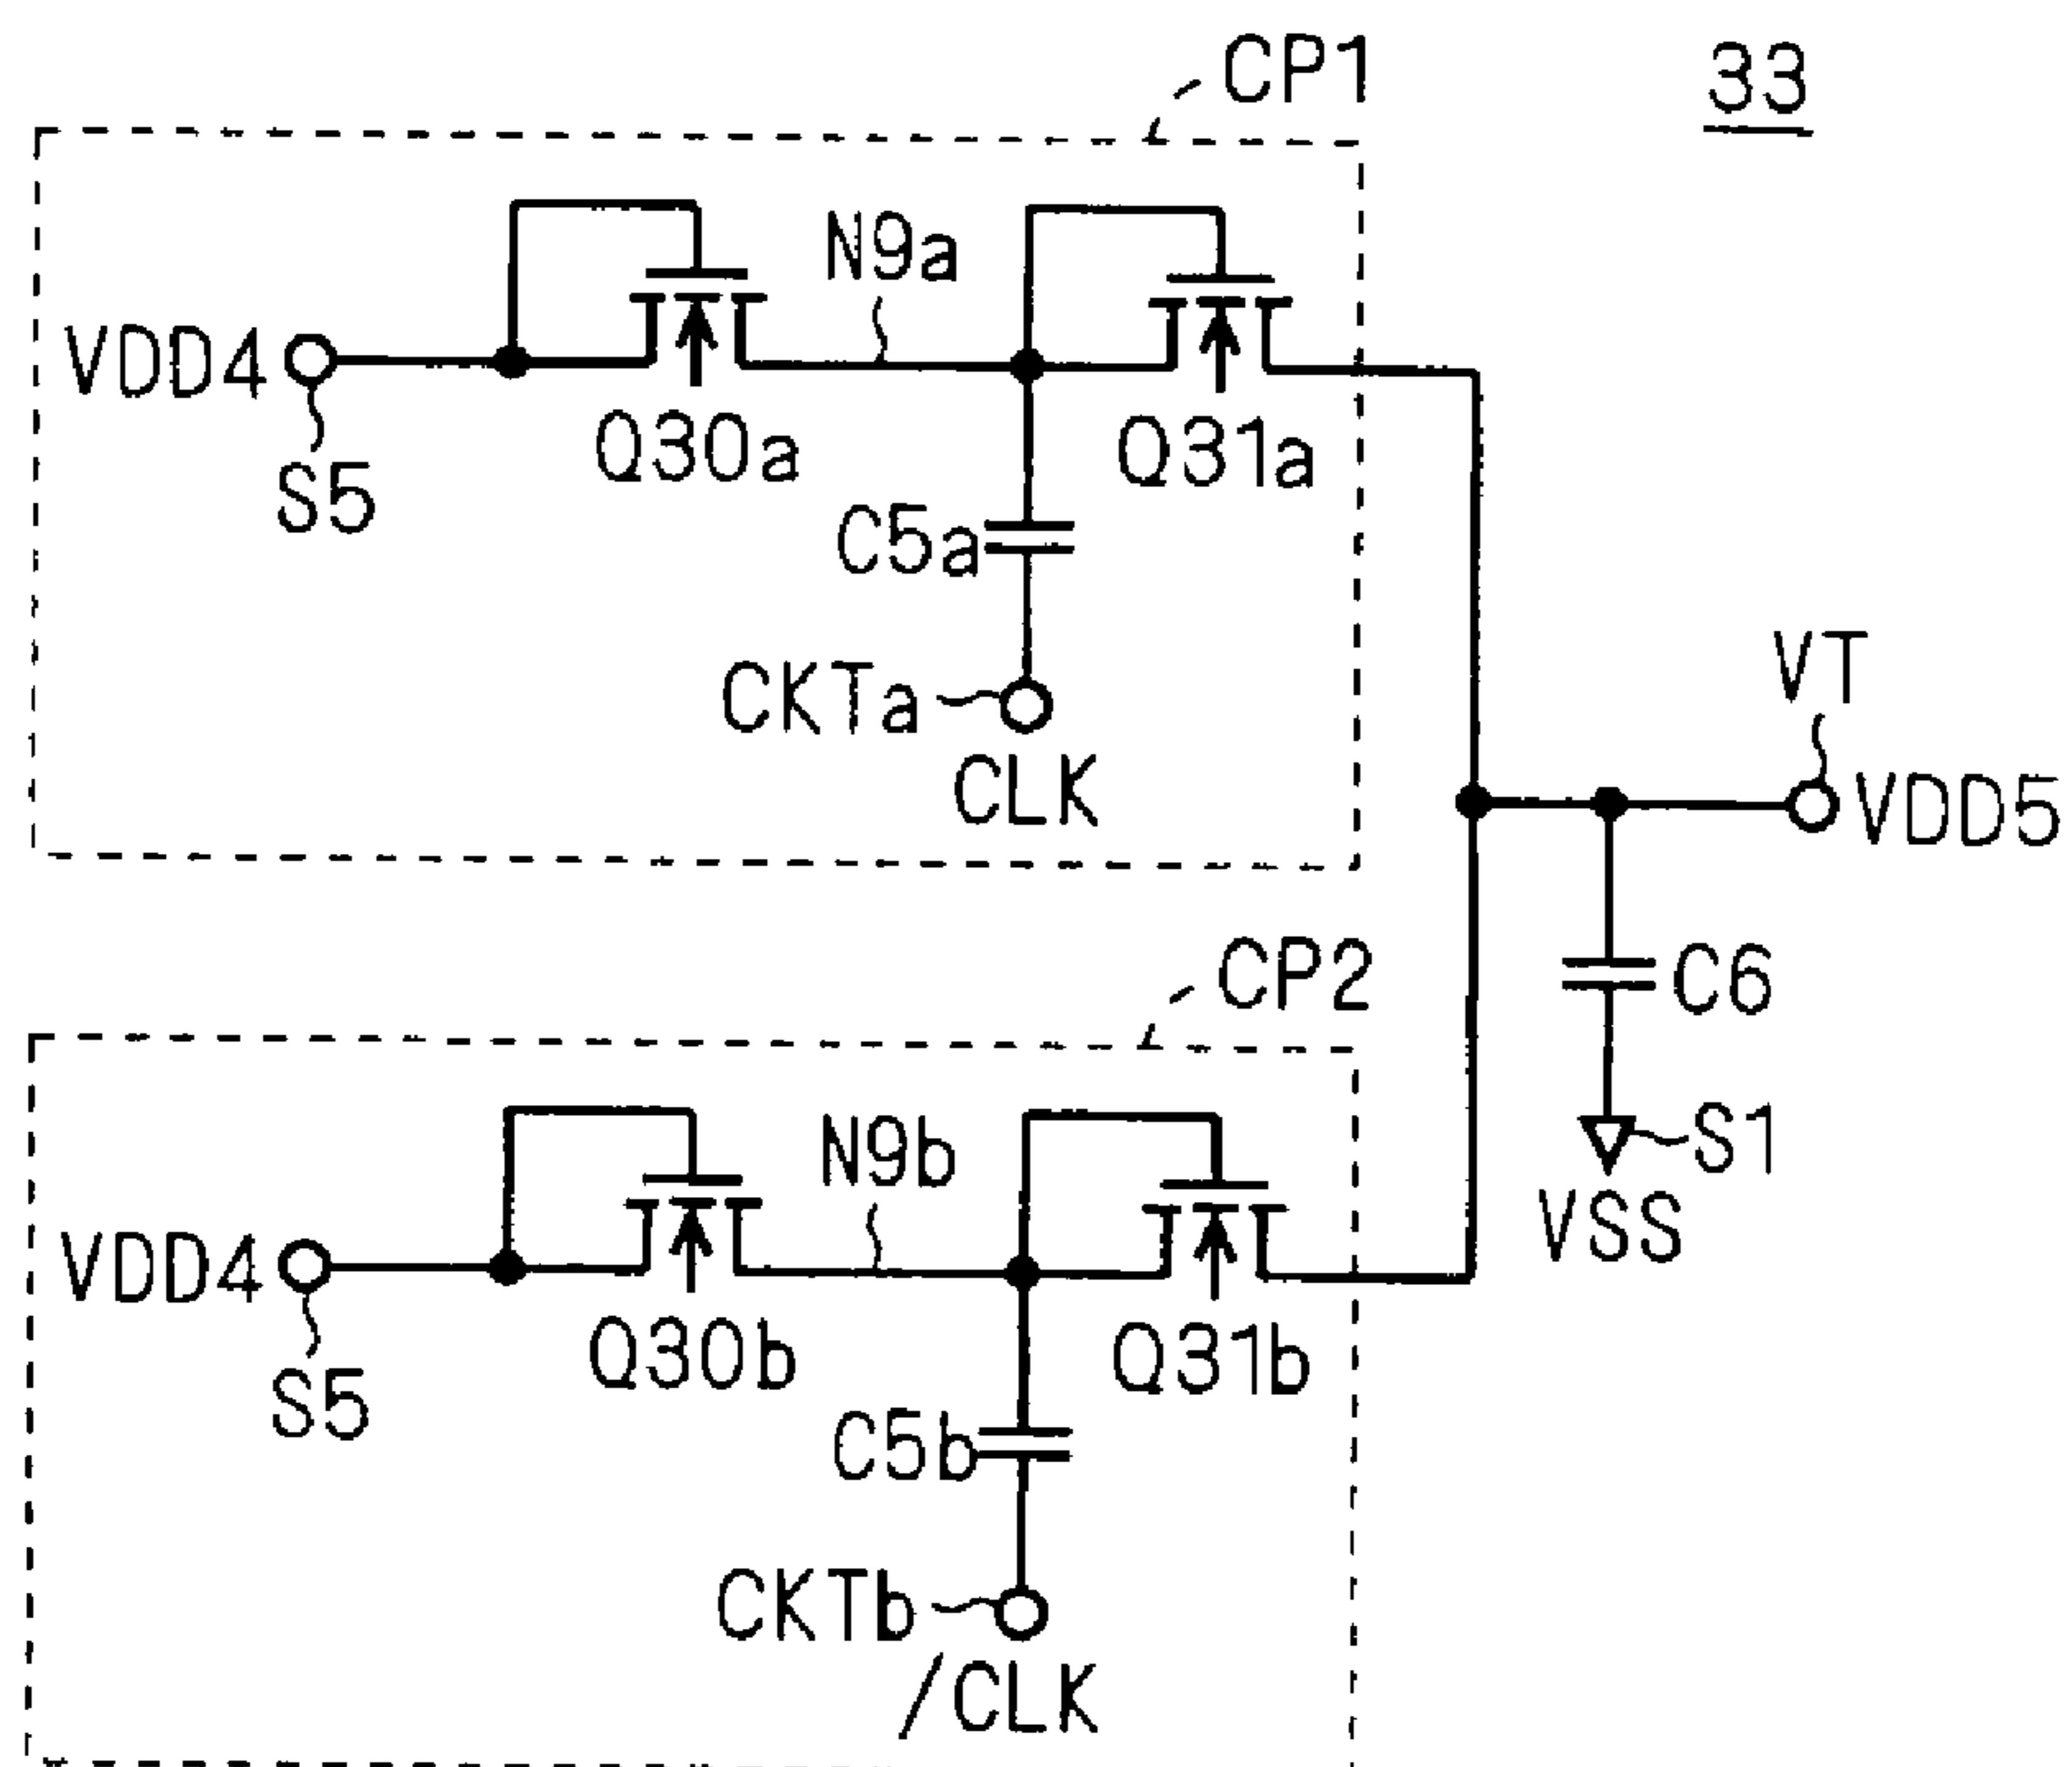 CP1
33
N9a
VDD4
S5
Q30a
Q31a
C5a
CKTa
CLK
VT
VDD5
CP2
C6
S1
VSS
N9b
VDD4
S5
Q30b
Q31b
C5b
CKTb
/CLK